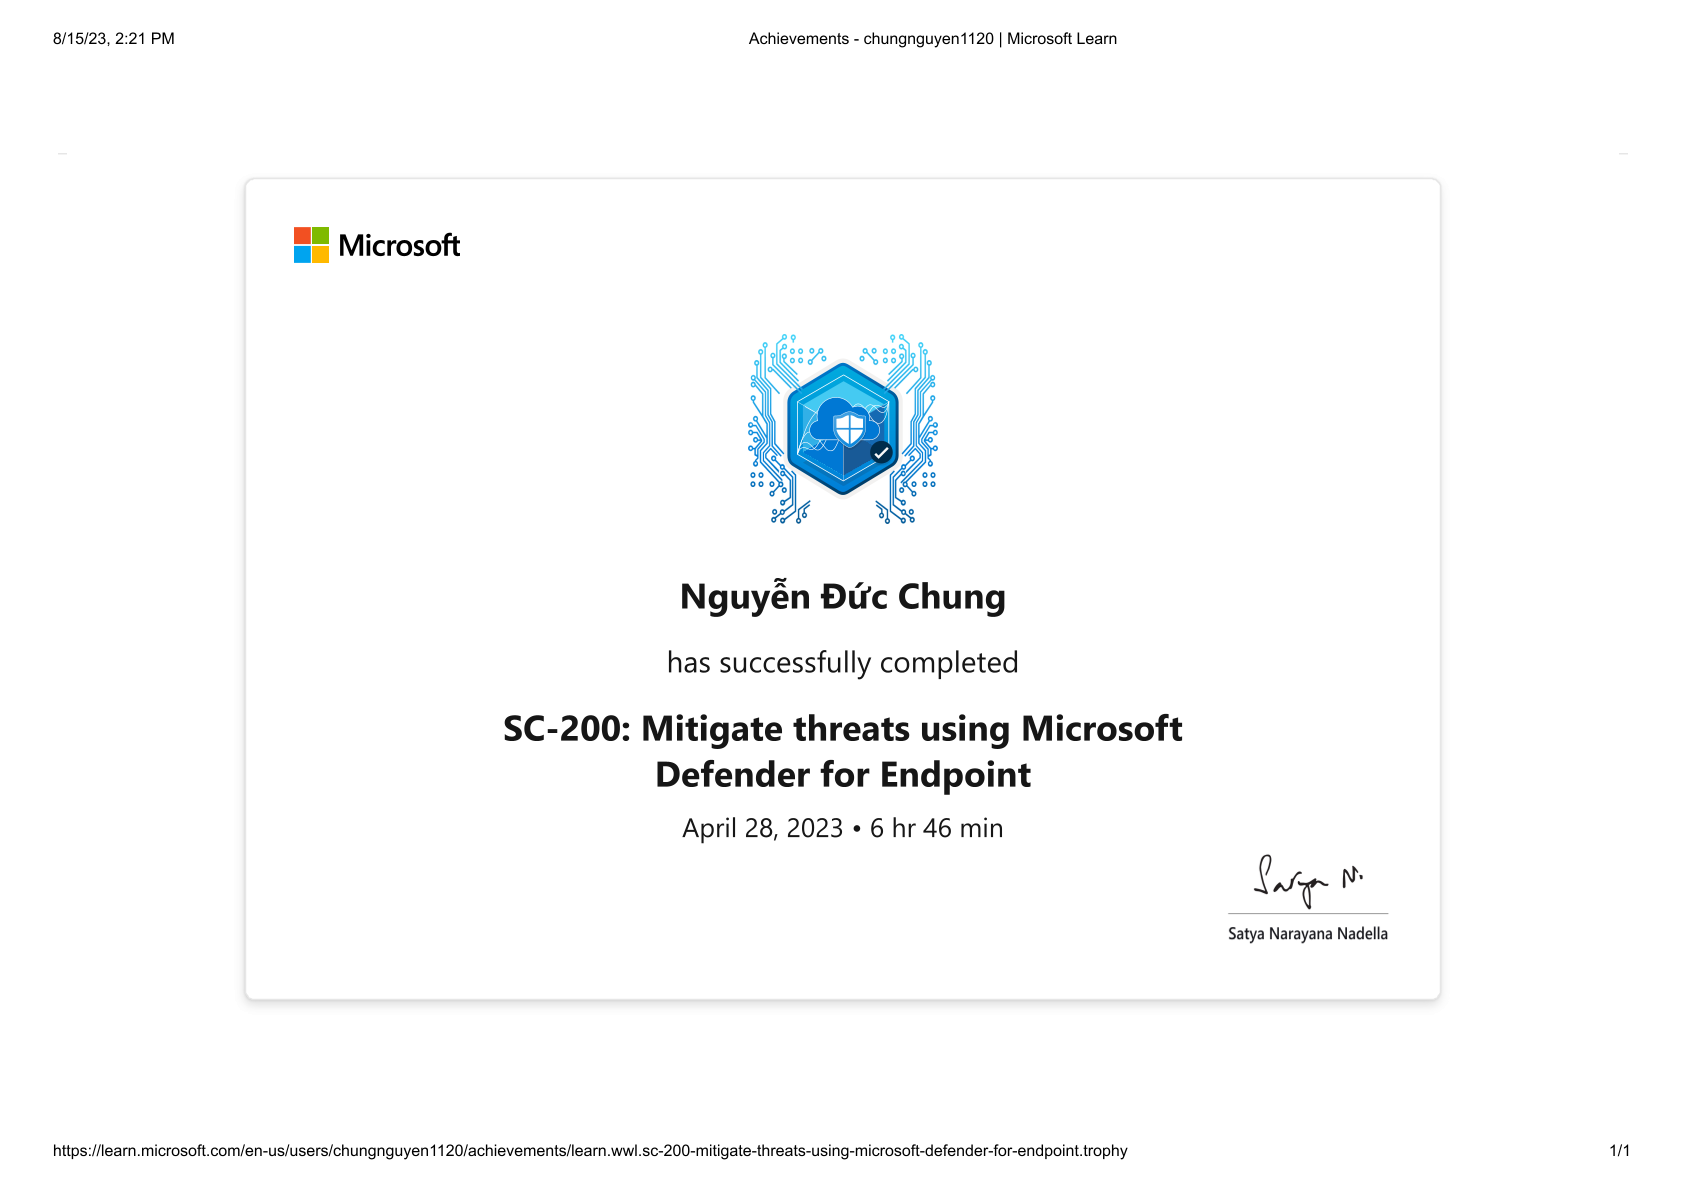 8/15/23, 2:21 PM
Achievements - chungnguyen1120 | Microsoft Learn
Microsoft
Nguyễn Đức Chung
has successfully completed
SC-200: Mitigate threats using Microsoft
Defender for Endpoint
April 28, 2023 • 6 hr 46 min
Satya N.
Satya Narayana Nadella
https://learn.microsoft.com/en-us/users/chungnguyen1120/achievements/learn.wwl.sc-200-mitigate-threats-using-microsoft-defender-for-endpoint.trophy
1/1